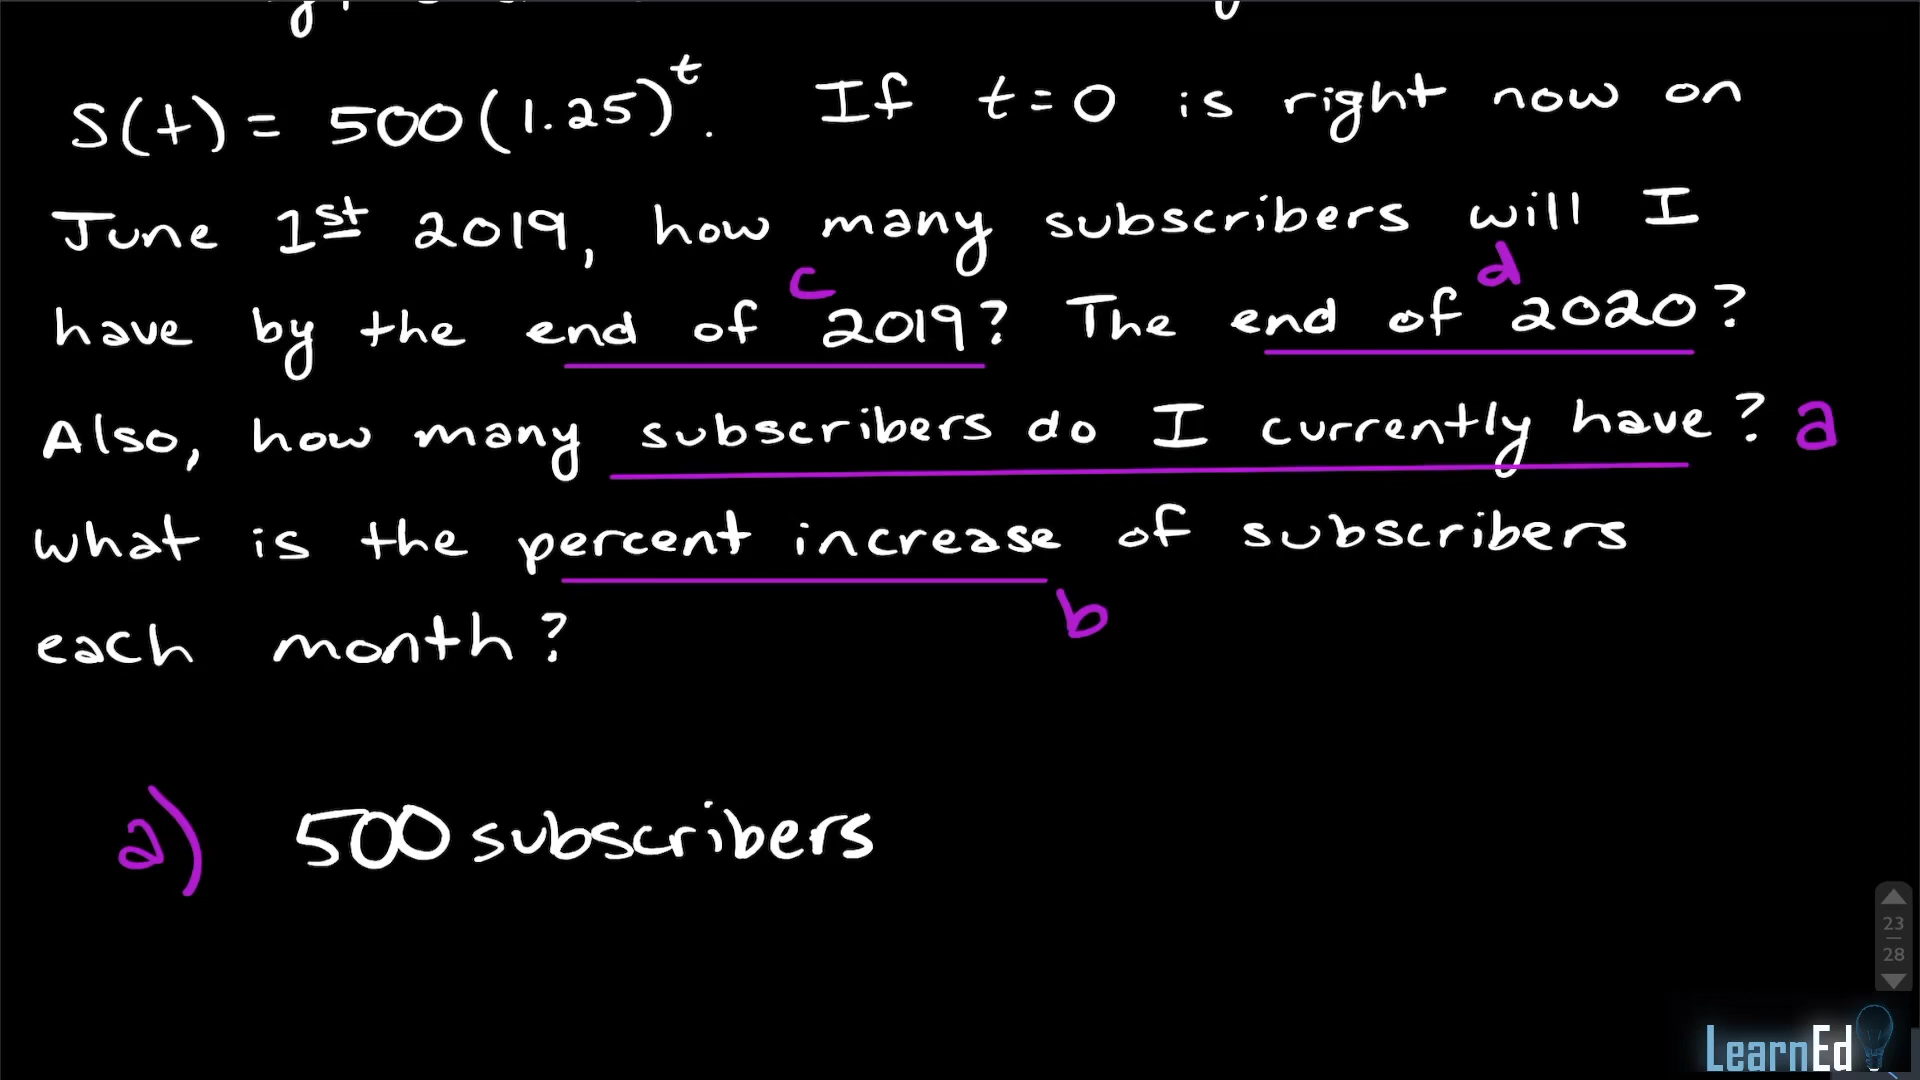 S(t) = 500(1.25)^t. If t=0 is right now on
June 1st 2019, how many subscribers will I
c d
have by the end of 2019? The end of 2020?
Also, how many subscribers do I currently have? a
what is the percent increase of subscribers
b
each month?
a) 500 subscribers
23
28
LearnEd